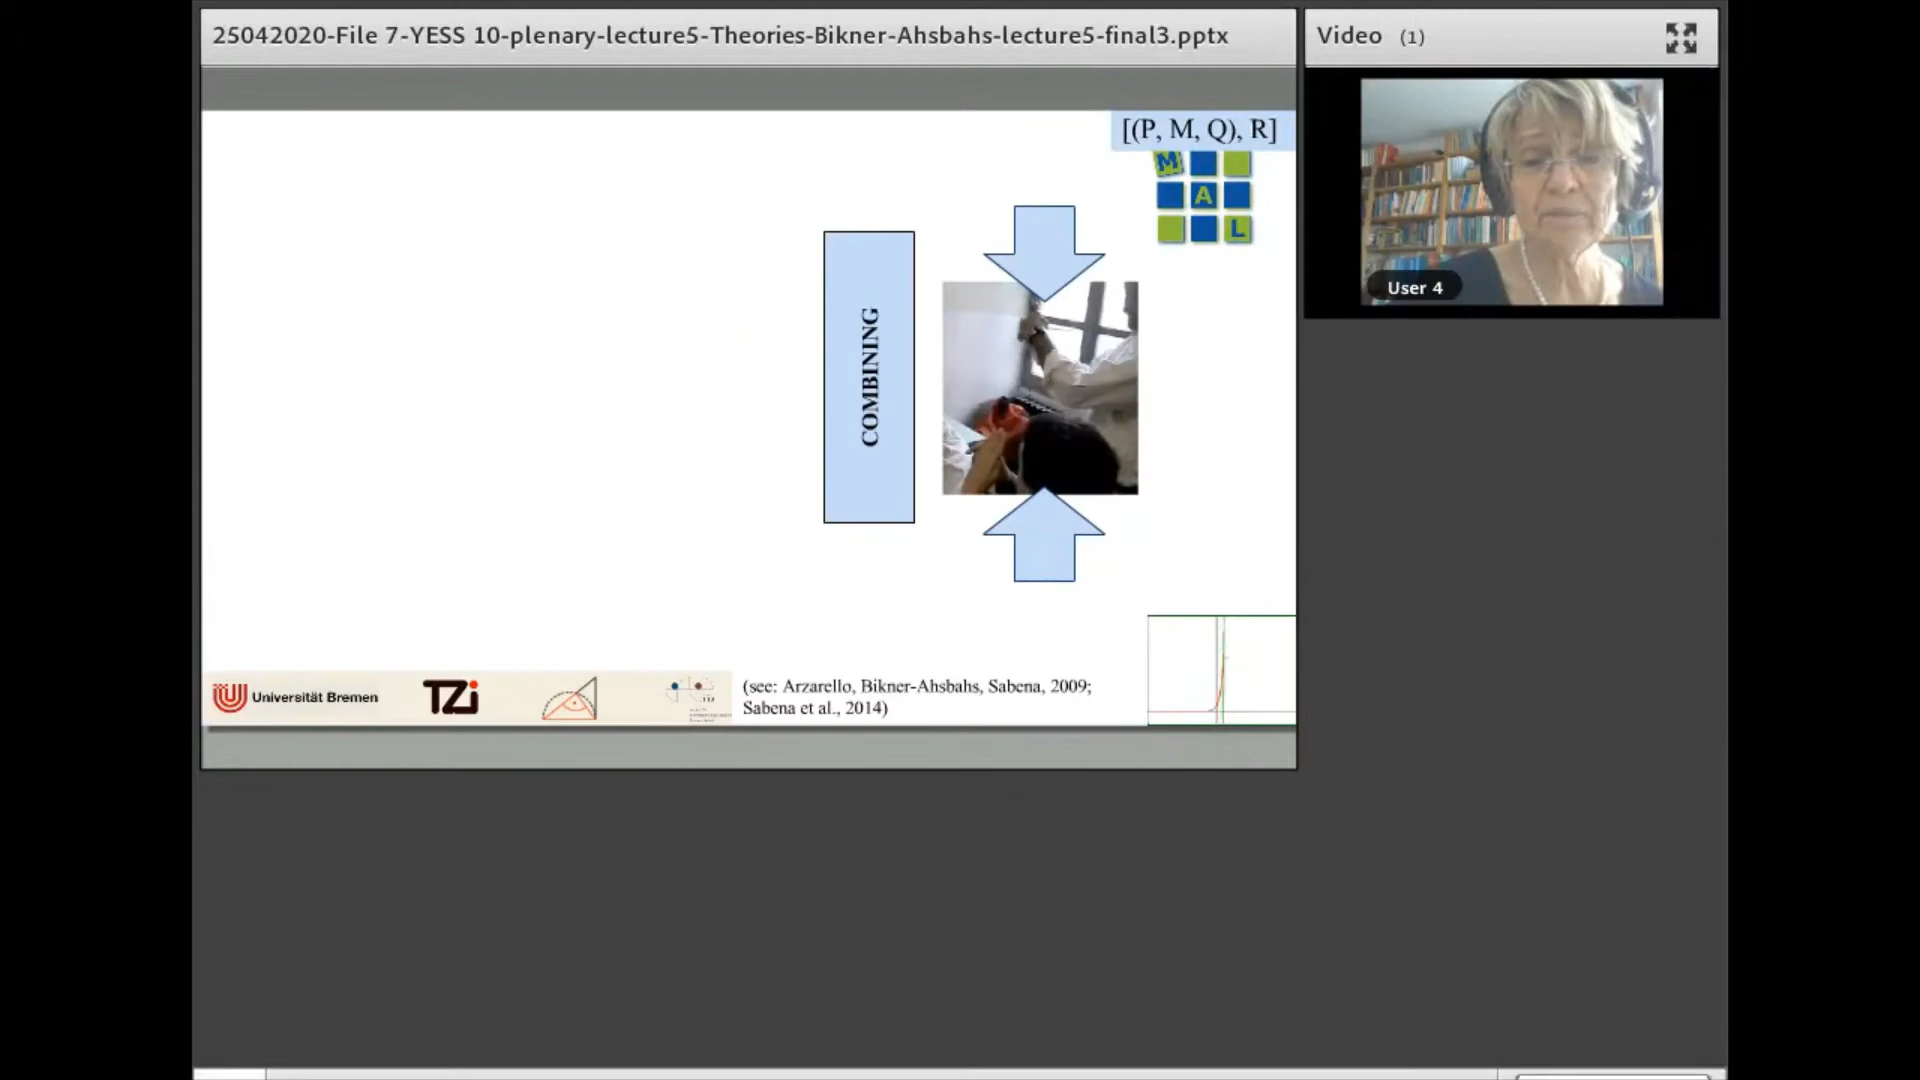 25042020-File 7-YESS 10-plenary-lecture5-Theories-Bikner-Ahsbahs-lecture5-final3.pptx
Video (1)
[(P, M, Q), R]
M
A
L
COMBINING
User 4
Universität Bremen
TZi
(see: Arzarello, Bikner-Ahsbahs, Sabena, 2009;
Sabena et al., 2014)